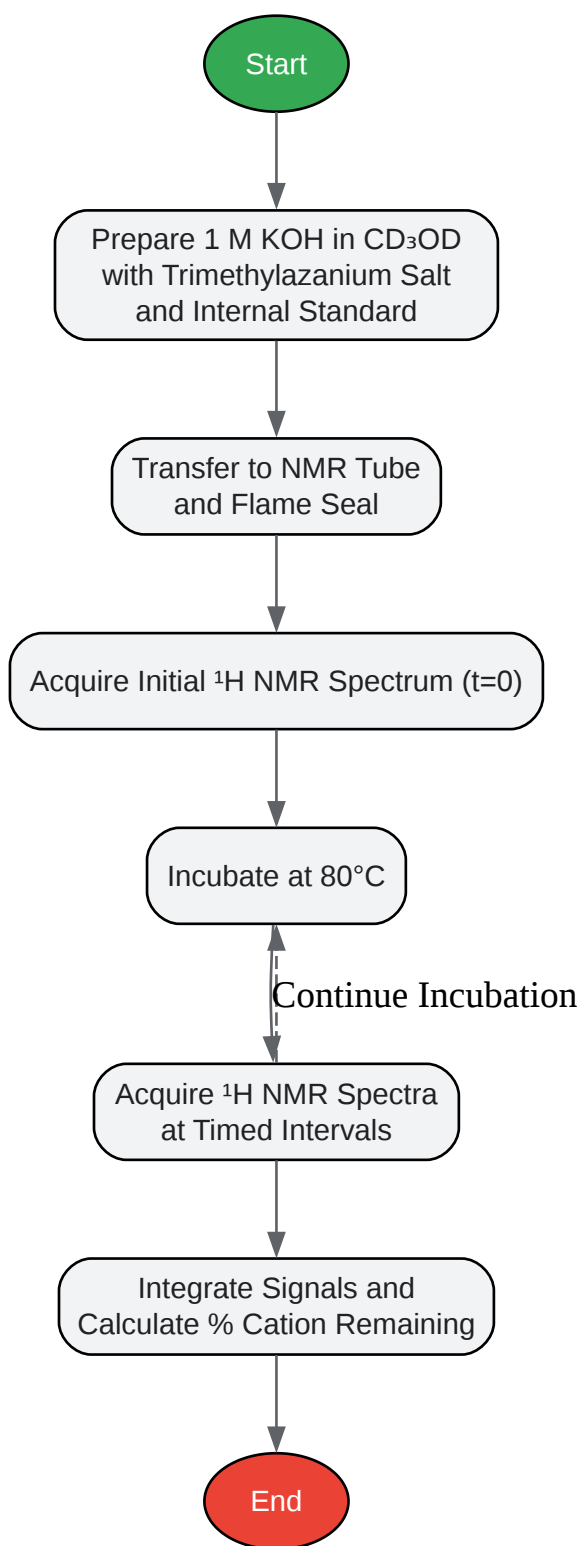 Start
Prepare 1 M KOH in CD₃OD
with Trimethylazanium Salt
and Internal Standard
Transfer to NMR Tube
and Flame Seal
Acquire Initial ¹H NMR Spectrum (t=0)
Incubate at 80°C
Continue Incubation
Acquire ¹H NMR Spectra
at Timed Intervals
Integrate Signals and
Calculate % Cation Remaining
End